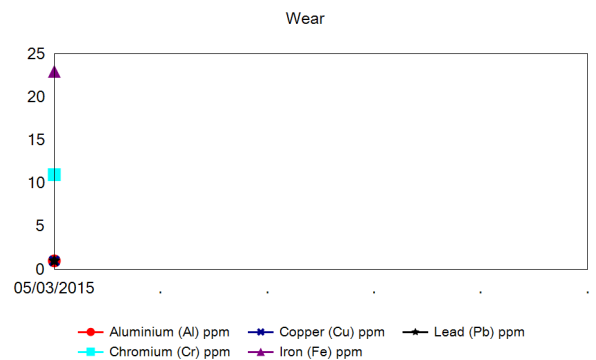 Wear
25
20
15
10
5
0
05/03/2015 . . . . .
Aluminium (Al) ppm Copper (Cu) ppm Lead (Pb) ppm
Chromium (Cr) ppm Iron (Fe) ppm